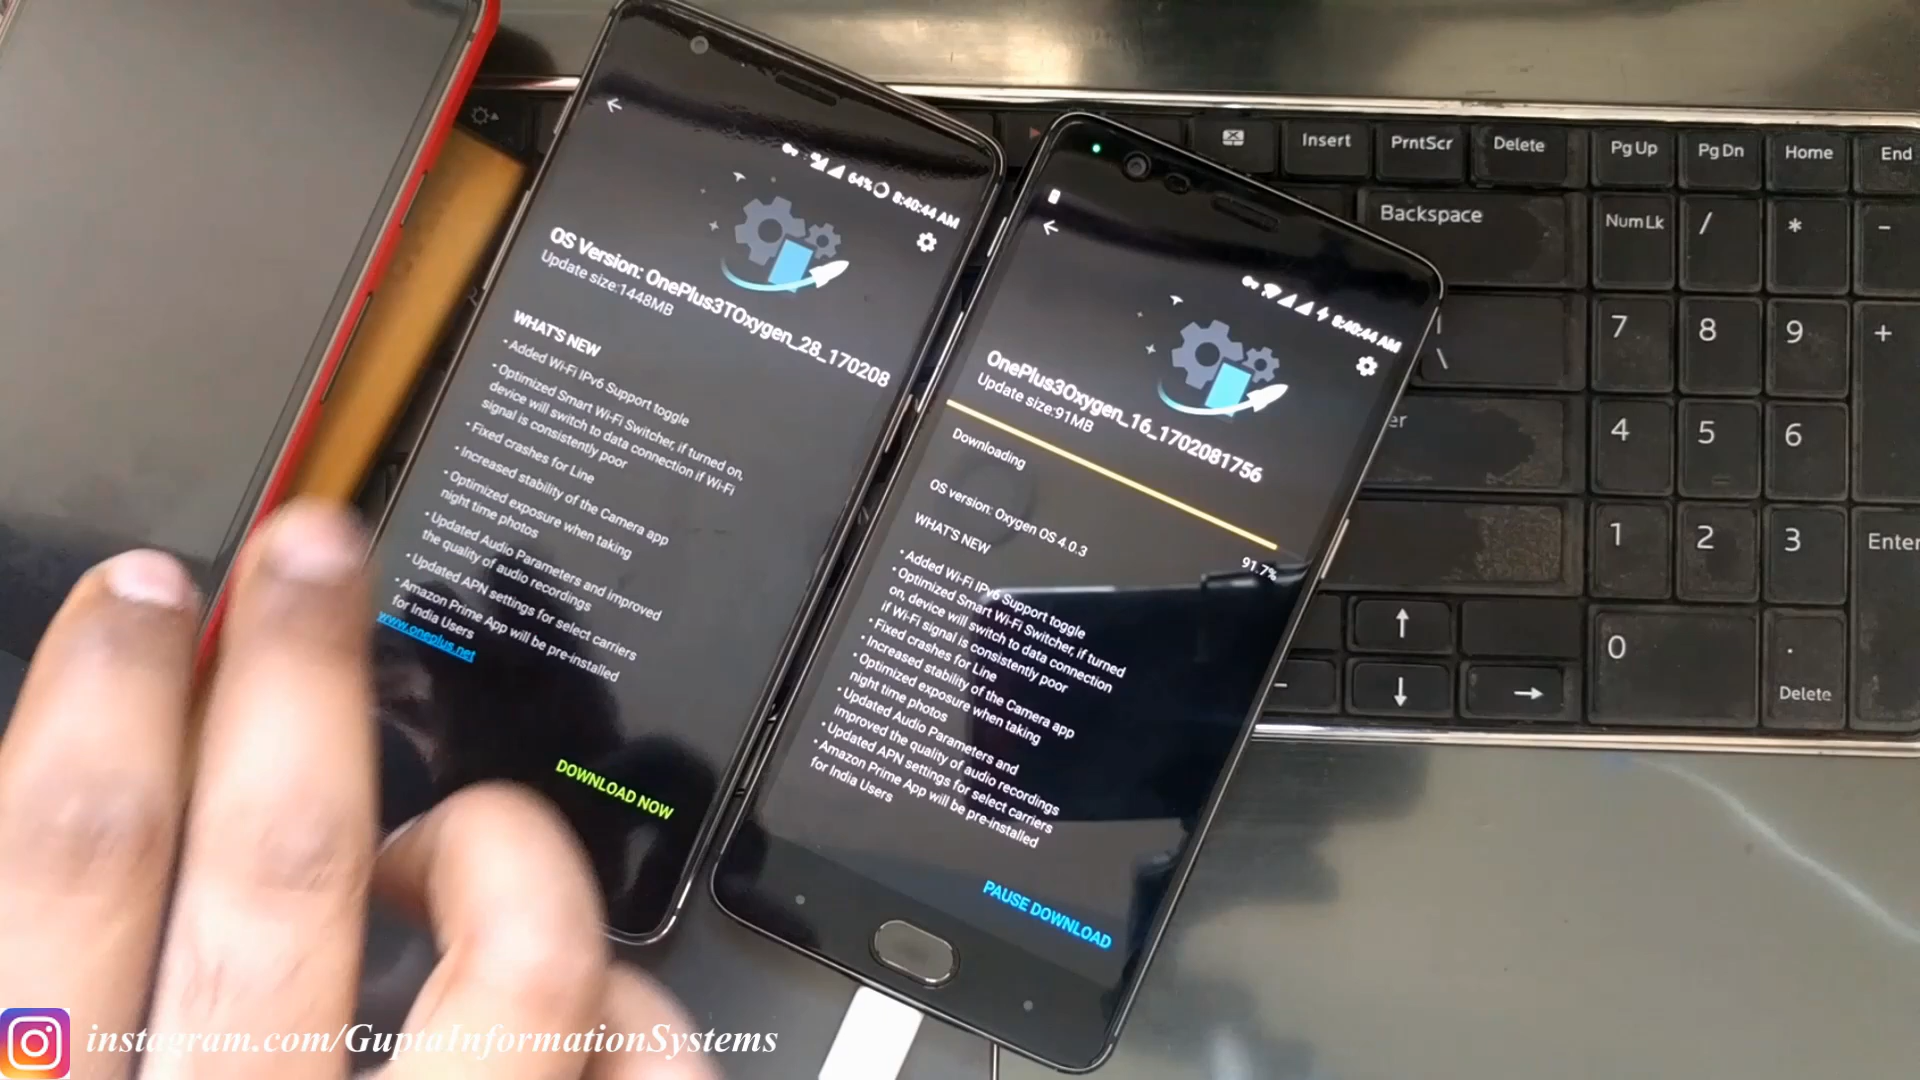 64% 8:40:44 AM
OS Version: OnePlus3TOxygen_28_170208
Update size:1448MB
WHAT'S NEW
• Added Wi-Fi IPv6 Support toggle
• Optimized Smart Wi-Fi Switcher, if turned on,
device will switch to data connection if Wi-Fi
signal is consistently poor
• Fixed crashes for Line
• Increased stability of the Camera app
• Optimized exposure when taking
night time photos
• Updated Audio Parameters and improved
the quality of audio recordings
• Updated APN settings for select carriers
• Amazon Prime App will be pre-installed
for India Users
www.oneplus.net
DOWNLOAD NOW
8:40:44 AM
OnePlus3Oxygen_16_1702081756
Update size:91MB
Downloading
91.7%
OS version: Oxygen OS 4.0.3
WHAT'S NEW
• Added Wi-Fi IPv6 Support toggle
• Optimized Smart Wi-Fi Switcher, if turned
on, device will switch to data connection
if Wi-Fi signal is consistently poor
• Fixed crashes for Line
• Increased stability of the Camera app
• Optimized exposure when taking
night time photos
• Updated Audio Parameters and
improved the quality of audio recordings
• Updated APN settings for select carriers
• Amazon Prime App will be pre-installed
for India Users
PAUSE DOWNLOAD
Insert PrntScr Delete Pg Up Pg Dn Home End
Backspace Num Lk / * -
7 8 9 +
\
4 5 6
1 2 3 Enter
↑ 0 .
Delete
↓ →
instagram.com/GuptaInformationSystems